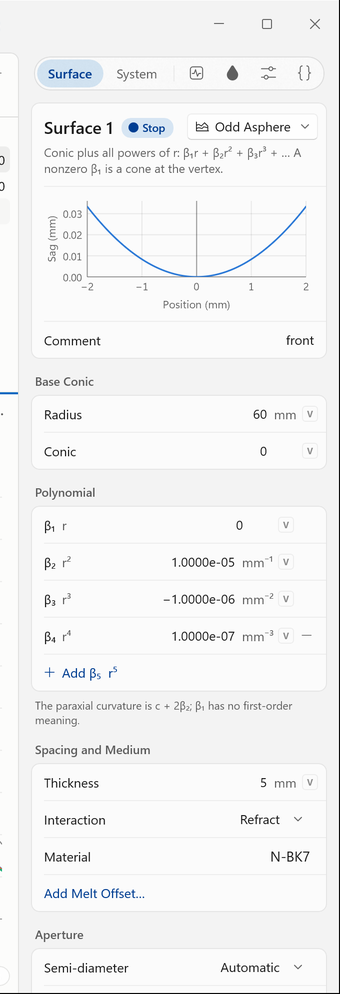 Surface System {}
Surface 1 Stop Odd Asphere
Conic plus all powers of r: β₁r + β₂r² + β₃r³ + … A
nonzero β₁ is a cone at the vertex.
Sag (mm)
0.03
0.02
0.01
0.00
−2 −1 0 1 2
Position (mm)
Comment front
Base Conic
Radius 60 mm V
Conic 0 V
Polynomial
β₁ r 0 V
β₂ r² 1.0000e-05 mm⁻¹ V
β₃ r³ −1.0000e-06 mm⁻² V
β₄ r⁴ 1.0000e-07 mm⁻³ V
+ Add β₅ r⁵
The paraxial curvature is c + 2β₂; β₁ has no first-order
meaning.
Spacing and Medium
Thickness 5 mm V
Interaction Refract
Material N-BK7
Add Melt Offset...
Aperture
Semi-diameter Automatic